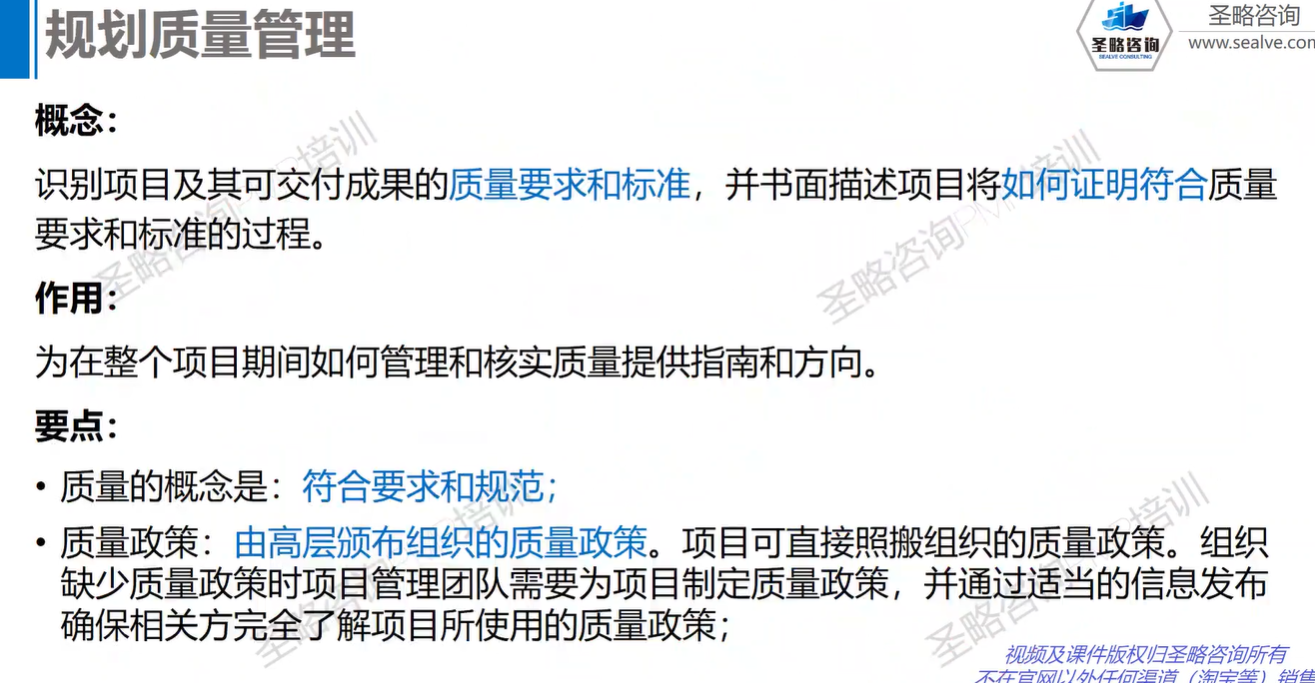 规划质量管理
圣略咨询
SEALVE CONSULTING
圣略咨询
www.sealve.com
概念：
识别项目及其可交付成果的质量要求和标准，并书面描述项目将如何证明符合质量
要求和标准的过程。
作用：
为在整个项目期间如何管理和核实质量提供指南和方向。
要点：
• 质量的概念是：符合要求和规范；
• 质量政策：由高层颁布组织的质量政策。项目可直接照搬组织的质量政策。组织
缺少质量政策时项目管理团队需要为项目制定质量政策，并通过适当的信息发布
确保相关方完全了解项目所使用的质量政策；
圣略咨询PMP培训
圣略咨询PMP培训
圣略咨询PMP培训
圣略咨询PMP培训
视频及课件版权归圣略咨询所有
不在官网以外任何渠道（淘宝等）销售